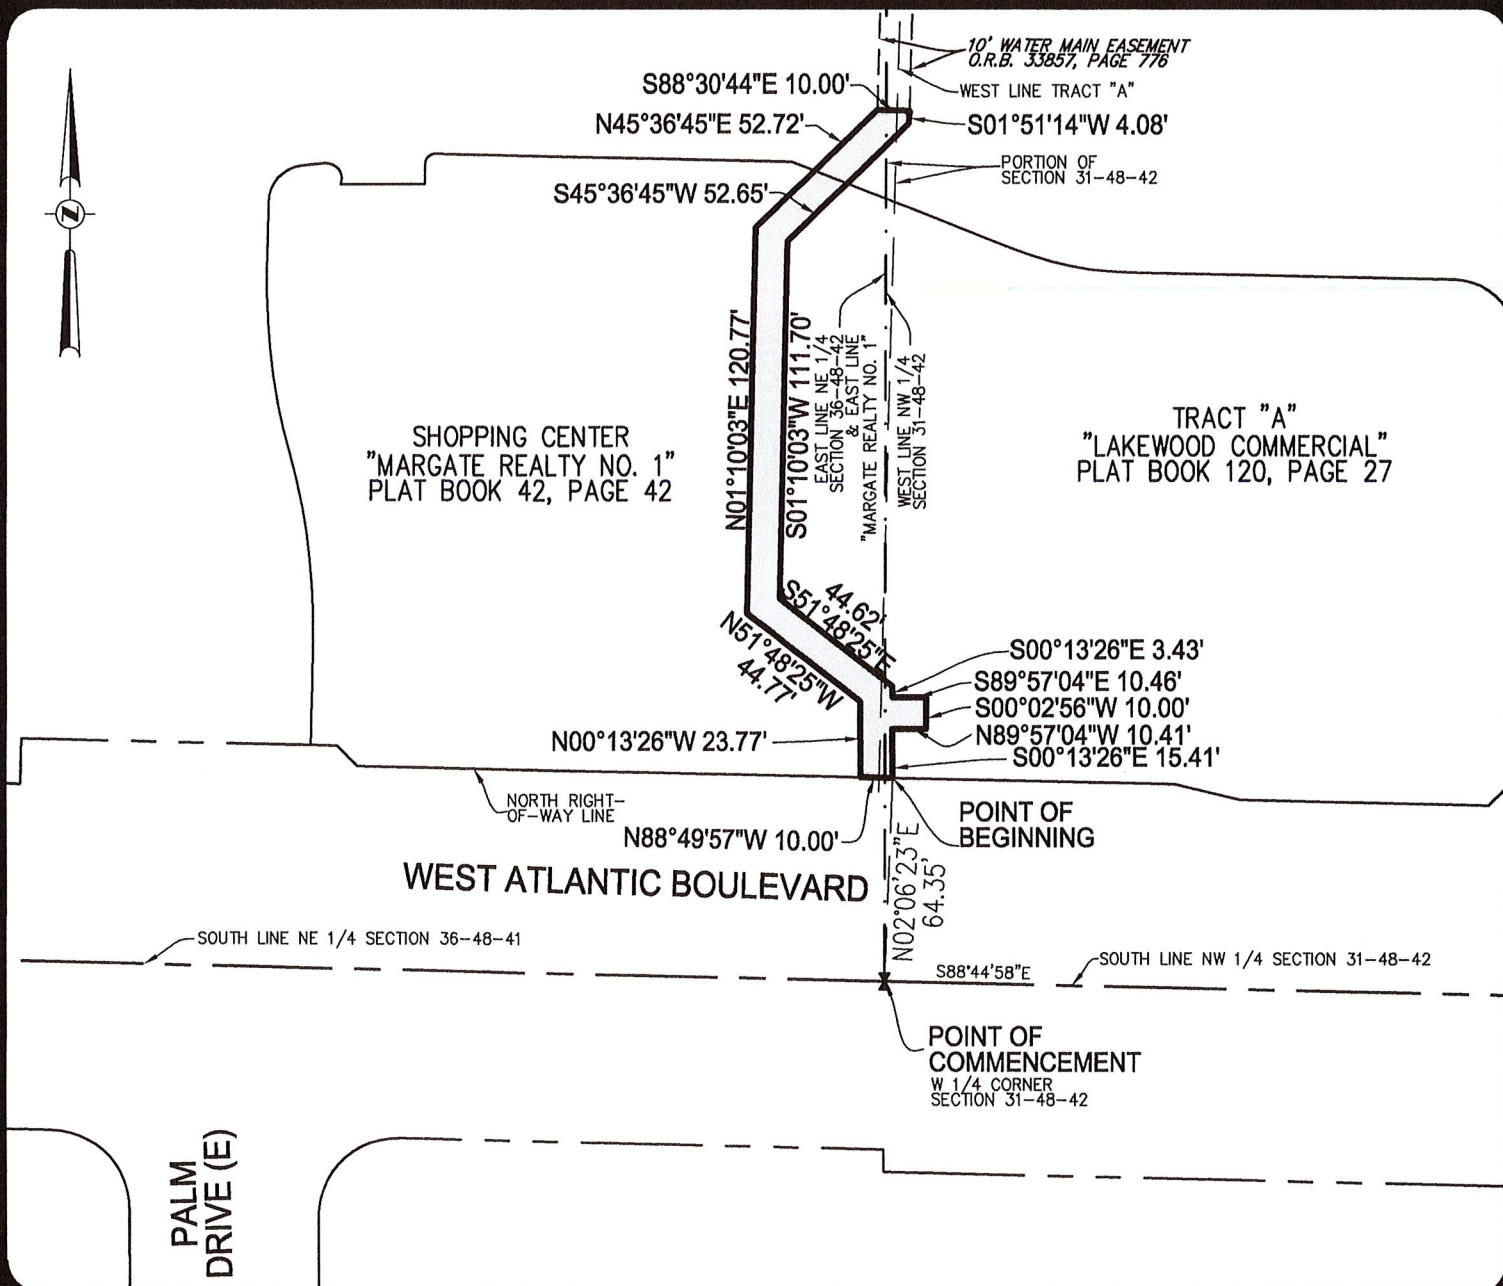 10' WATER MAIN EASEMENT
O.R.B. 33857, PAGE 776
WEST LINE TRACT "A"
S88°30'44"E 10.00'
N45°36'45"E 52.72'
S01°51'14"W 4.08'
PORTION OF
SECTION 31-48-42
S45°36'45"W 52.65'
Z
N01°10'03"E 120.77'
S01°10'03"W 111.70'
EAST LINE NE 1/4
SECTION 36-48-42
& EAST LINE
"MARGATE REALTY NO. 1"
WEST LINE NW 1/4
SECTION 31-48-42
SHOPPING CENTER
"MARGATE REALTY NO. 1"
PLAT BOOK 42, PAGE 42
TRACT "A"
"LAKEWOOD COMMERCIAL"
PLAT BOOK 120, PAGE 27
44.62'
S51°48'25"E
N51°48'25"W
44.77'
S00°13'26"E 3.43'
S89°57'04"E 10.46'
S00°02'56"W 10.00'
N89°57'04"W 10.41'
S00°13'26"E 15.41'
N00°13'26"W 23.77'
NORTH RIGHT-
OF-WAY LINE
N88°49'57"W 10.00'
POINT OF
BEGINNING
WEST ATLANTIC BOULEVARD
N02°06'23"E
64.35'
SOUTH LINE NE 1/4 SECTION 36-48-41
S88°44'58"E
SOUTH LINE NW 1/4 SECTION 31-48-42
POINT OF
COMMENCEMENT
W 1/4 CORNER
SECTION 31-48-42
PALM
DRIVE (E)